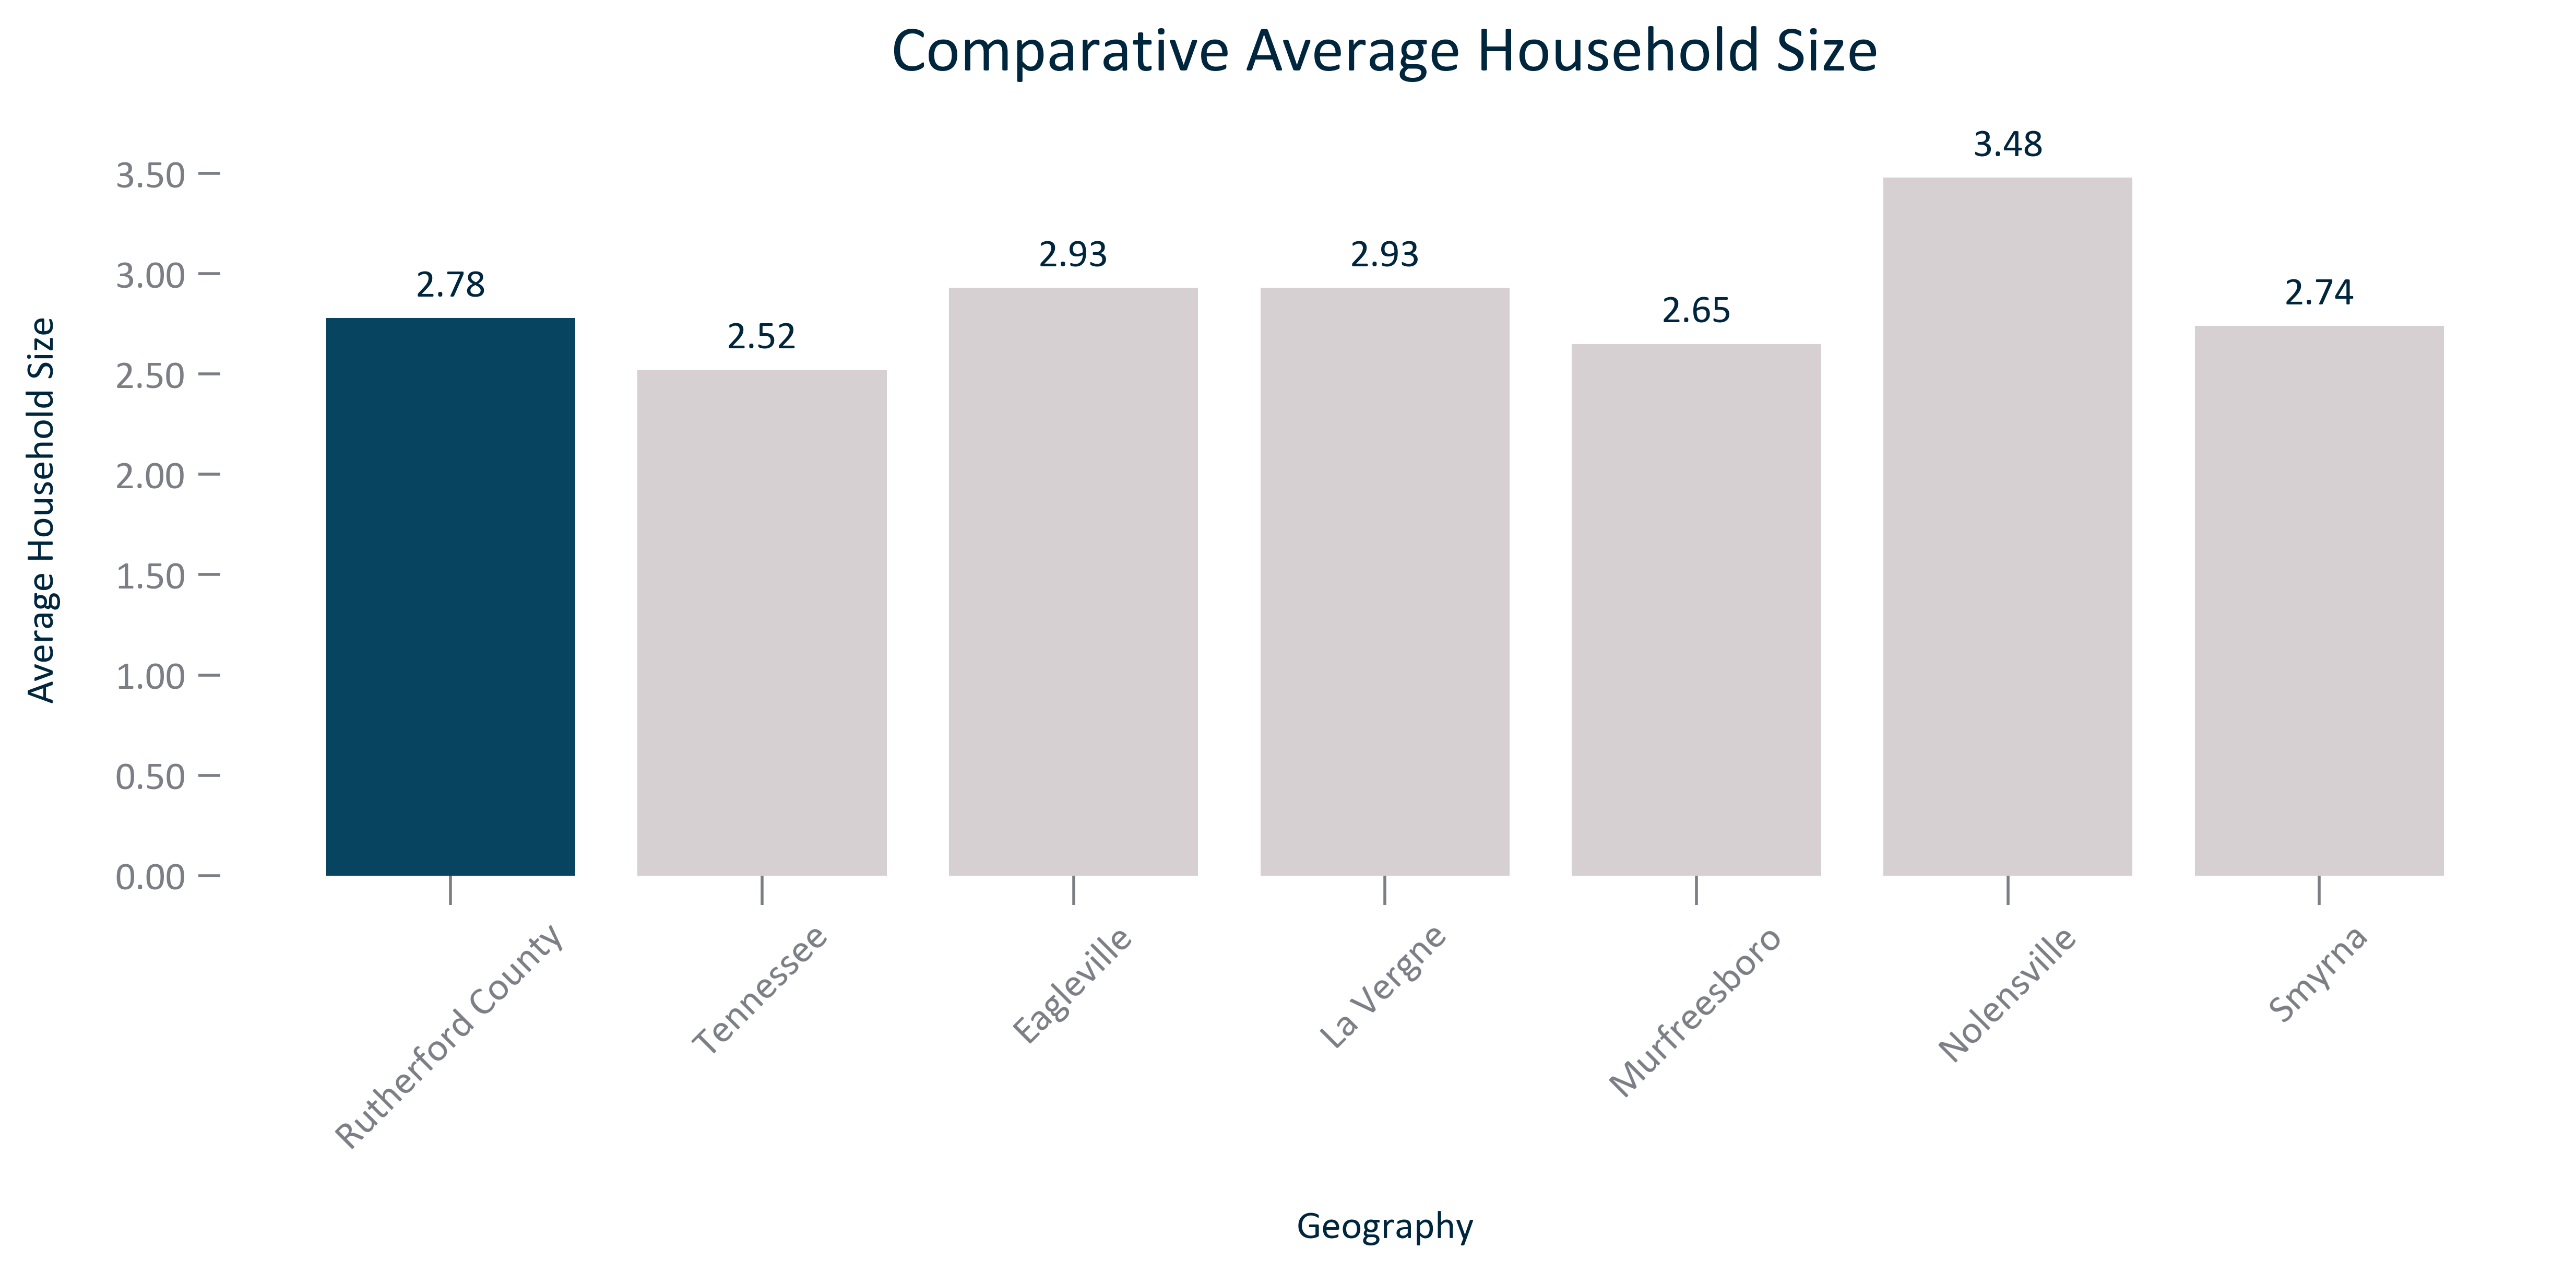 Comparative Average Household Size
Average Household Size
3.50
3.00
2.50
2.00
1.50
1.00
0.50
0.00
2.78
2.52
2.93
2.93
2.65
3.48
2.74
Rutherford County
Tennessee
Eagleville
La Vergne
Murfreesboro
Nolensville
Smyrna
Geography